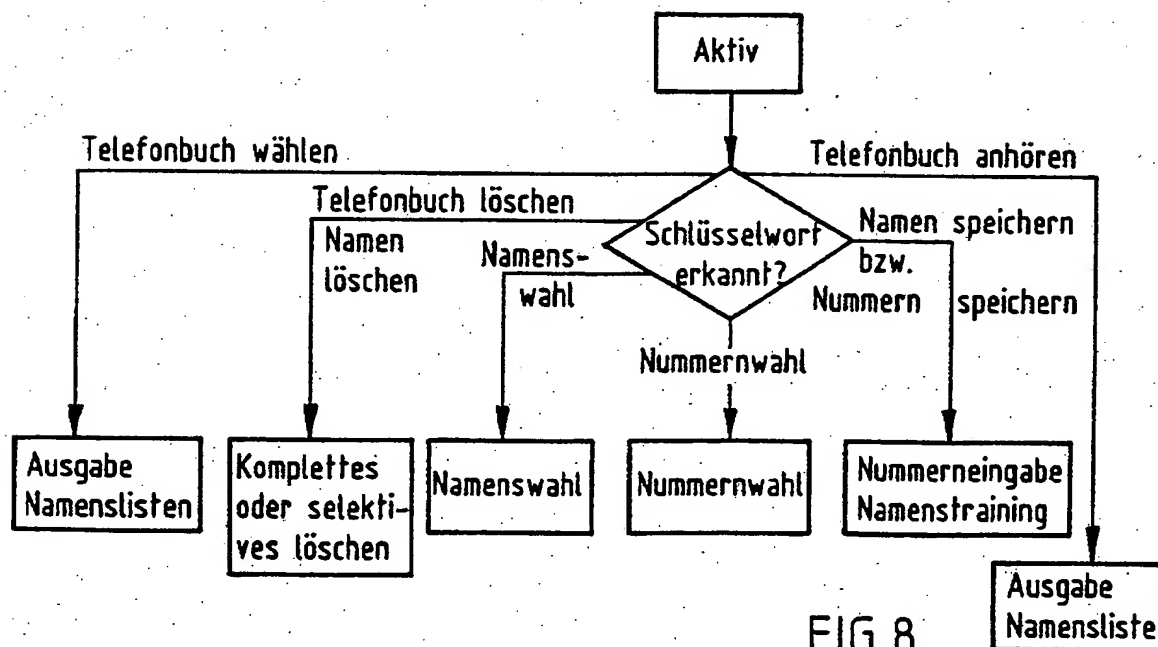 Aktiv
Telefonbuch wählen
Telefonbuch anhören
Telefonbuch löschen
Namen
löschen
Namens-
wahl
Schlüsselwort
erkannt?
Namen speichern
bzw.
Nummern speichern
Nummernwahl
Ausgabe
Namenslisten
Komplettes
oder selekti-
ves löschen
Namenswahl
Nummernwahl
Nummerneingabe
Namenstraining
Ausgabe
Namensliste
FIG. 8